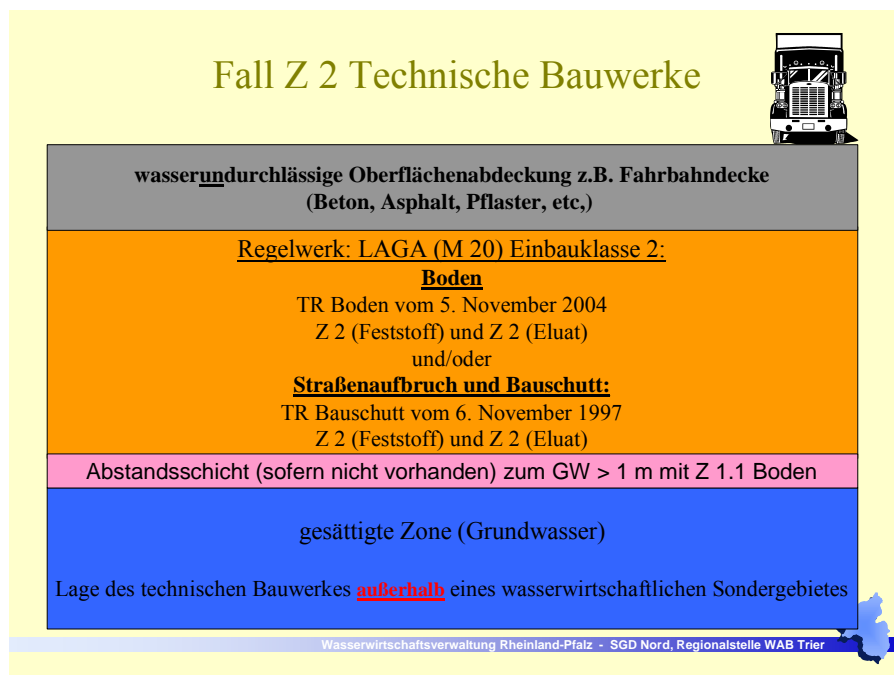 Fall Z 2 Technische Bauwerke
wasserundurchlässige Oberflächenabdeckung z.B. Fahrbahndecke
(Beton, Asphalt, Pflaster, etc,)
Regelwerk: LAGA (M 20) Einbauklasse 2:
Boden
TR Boden vom 5. November 2004
Z 2 (Feststoff) und Z 2 (Eluat)
und/oder
Straßenaufbruch und Bauschutt:
TR Bauschutt vom 6. November 1997
Z 2 (Feststoff) und Z 2 (Eluat)
Abstandsschicht (sofern nicht vorhanden) zum GW > 1 m mit Z 1.1 Boden
gesättigte Zone (Grundwasser)
Lage des technischen Bauwerkes außerhalb eines wasserwirtschaftlichen Sondergebietes
Wasserwirtschaftsverwaltung Rheinland-Pfalz - SGD Nord, Regionalstelle WAB Trier